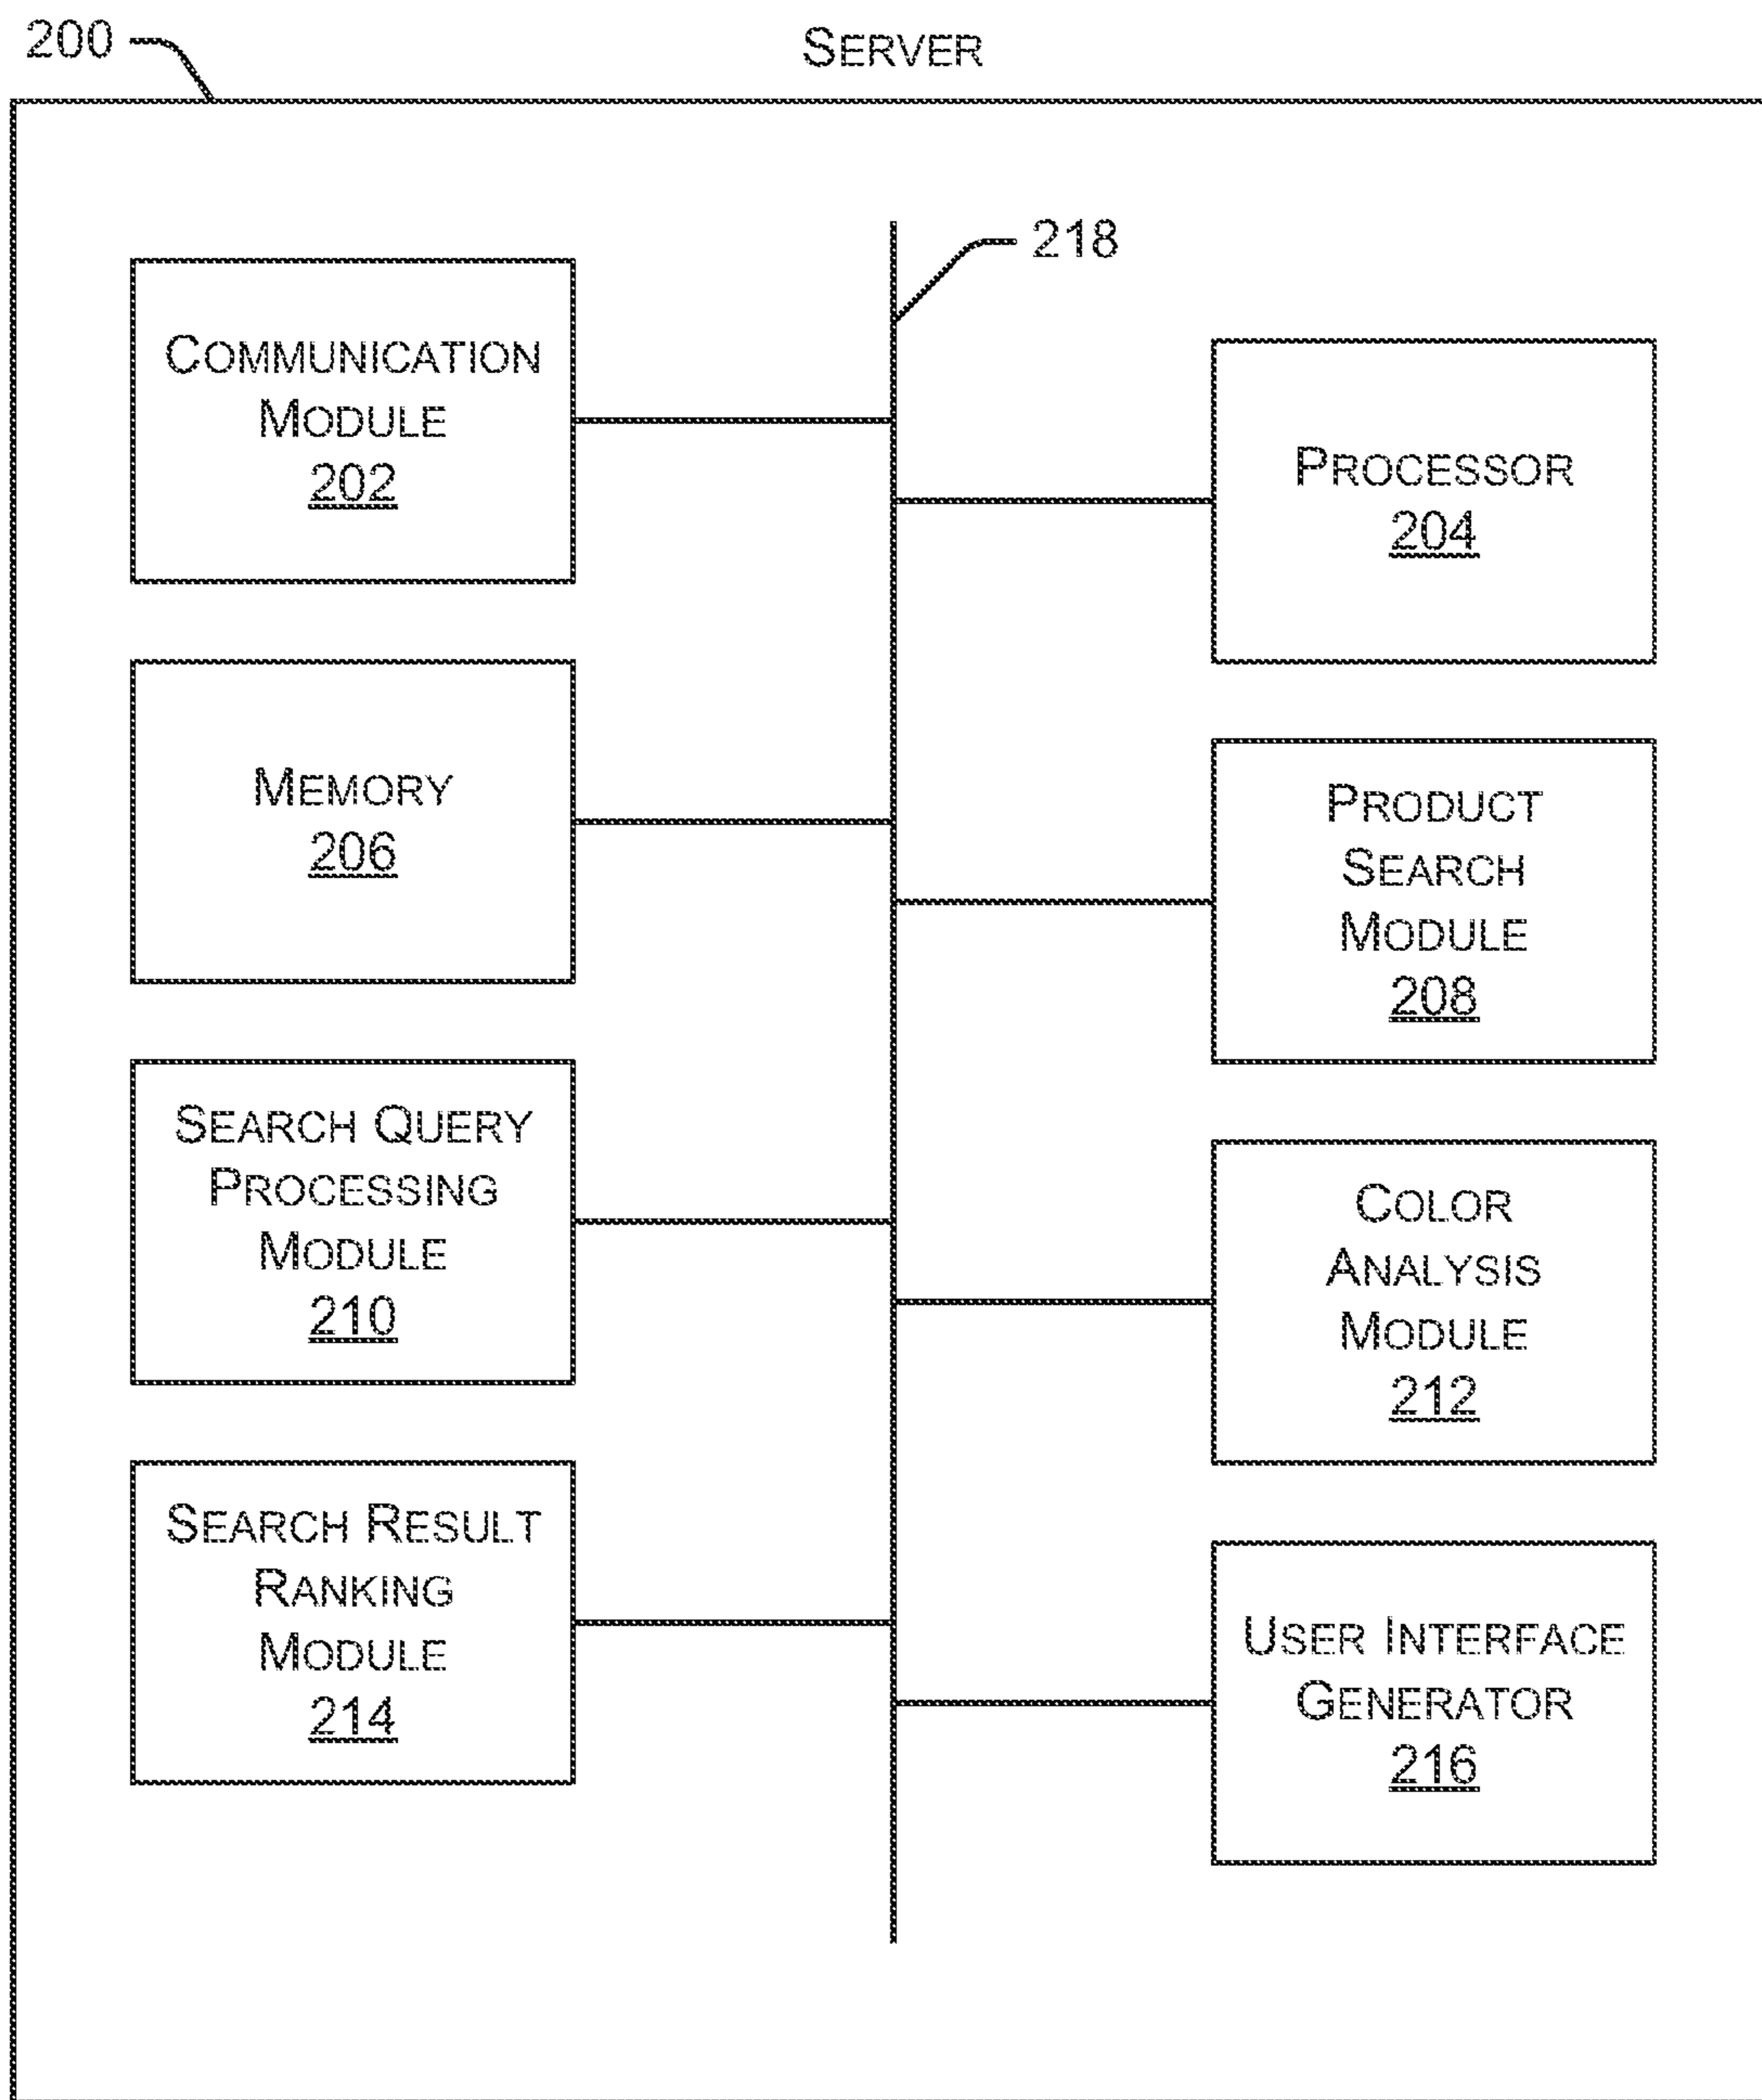 200
SERVER
218
COMMUNICATION
MODULE
202
PROCESSOR
204
MEMORY
206
PRODUCT
SEARCH
MODULE
208
SEARCH QUERY
PROCESSING
MODULE
210
COLOR
ANALYSIS
MODULE
212
SEARCH RESULT
RANKING
MODULE
214
USER INTERFACE
GENERATOR
216